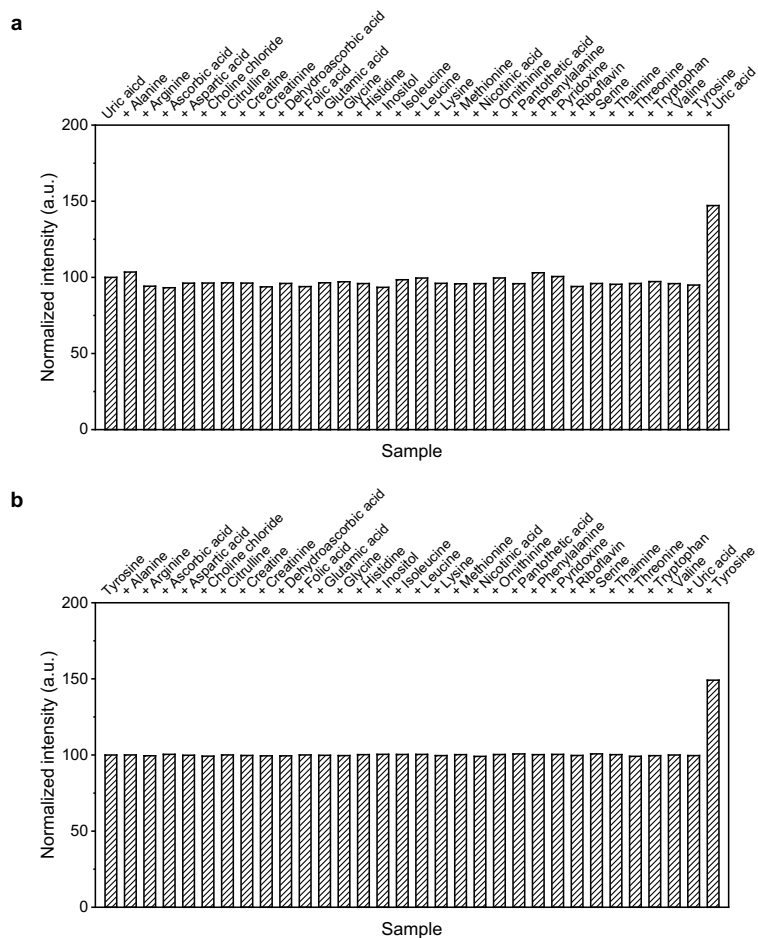 a
Uric aicd
+ Alanine
+ Arginine
+ Ascorbic acid
+ Aspartic acid
+ Choline chloride
+ Citrulline
+ Creatine
+ Creatinine
+ Dehydroascorbic acid
+ Folic acid
+ Glutamic acid
+ Glycine
+ Histidine
+ Inositol
+ Isoleucine
+ Leucine
+ Lysine
+ Methionine
+ Nicotinic acid
+ Ornithinine
+ Pantothetic acid
+ Phenylalanine
+ Pyridoxine
+ Riboflavin
+ Serine
+ Thaimine
+ Threonine
+ Tryptophan
+ Valine
+ Tyrosine
+ Uric acid
200
150
100
50
0
Normalized intensity (a.u.)
Sample
b
Tyrosine
+ Alanine
+ Arginine
+ Ascorbic acid
+ Aspartic acid
+ Choline chloride
+ Citrulline
+ Creatine
+ Creatinine
+ Dehydroascorbic acid
+ Folic acid
+ Glutamic acid
+ Glycine
+ Histidine
+ Inositol
+ Isoleucine
+ Leucine
+ Lysine
+ Methionine
+ Nicotinic acid
+ Ornithinine
+ Pantothetic acid
+ Phenylalanine
+ Pyridoxine
+ Riboflavin
+ Serine
+ Thaimine
+ Threonine
+ Tryptophan
+ Valine
+ Uric acid
+ Tyrosine
200
150
100
50
0
Normalized intensity (a.u.)
Sample